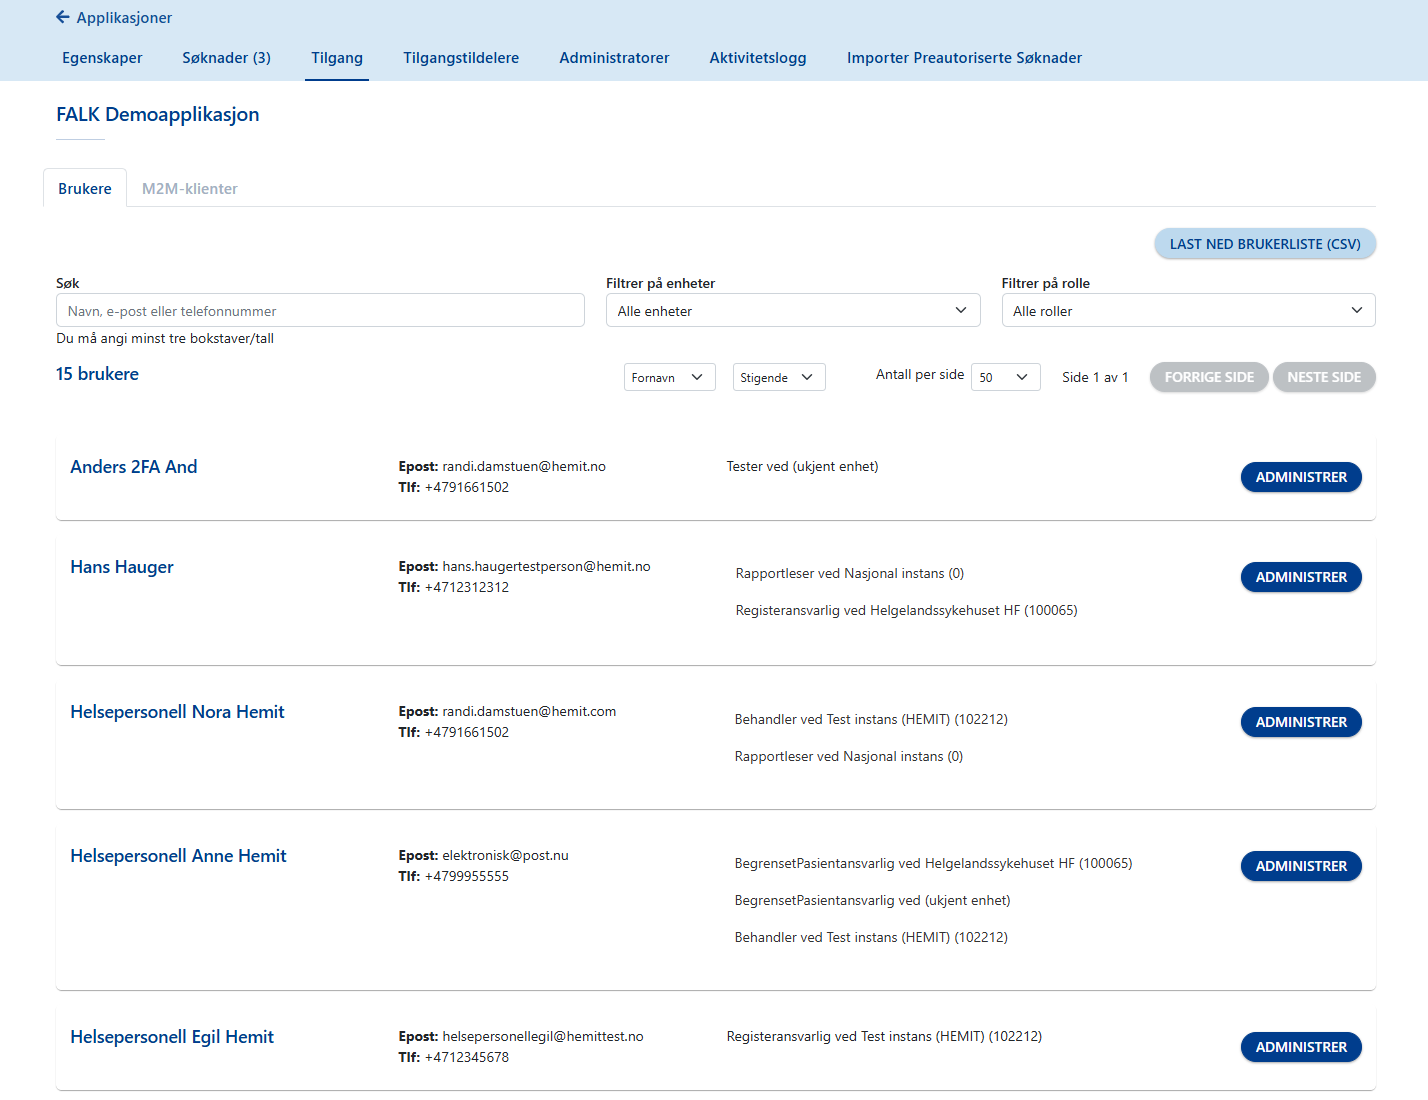 Applikasjoner
Egenskaper Søknader (3) Tilgang Tilgangstildelere Administratorer Aktivitetslogg Importer Preautoriserte Søknader
FALK Demoapplikasjon
Brukere M2M-klienter
LAST NED BRUKERLISTE (CSV)
Søk Filtrer på enheter Filtrer på rolle
Navn, e-post eller telefonnummer Alle enheter Alle roller
Du må angi minst tre bokstaver/tall
15 brukere Fornavn Stigende Antall per side 50 Side 1 av 1 FORRIGE SIDE NESTE SIDE
Anders 2FA And Epost: randi.damstuen@hemit.no Tester ved (ukjent enhet) ADMINISTRER
Tlf: +4791661502
Hans Hauger Epost: hans.haugertestperson@hemit.no Rapportleser ved Nasjonal instans (0) ADMINISTRER
Tlf: +4712312312
Registeransvarlig ved Helgelandssykehuset HF (100065)
Helsepersonell Nora Hemit Epost: randi.damstuen@hemit.com Behandler ved Test instans (HEMIT) (102212) ADMINISTRER
Tlf: +4791661502
Rapportleser ved Nasjonal instans (0)
Helsepersonell Anne Hemit Epost: elektronisk@post.nu BegrensetPasientansvarlig ved Helgelandssykehuset HF (100065) ADMINISTRER
Tlf: +4799955555
BegrensetPasientansvarlig ved (ukjent enhet)
Behandler ved Test instans (HEMIT) (102212)
Helsepersonell Egil Hemit Epost: helsepersonellegil@hemittest.no Registeransvarlig ved Test instans (HEMIT) (102212) ADMINISTRER
Tlf: +4712345678